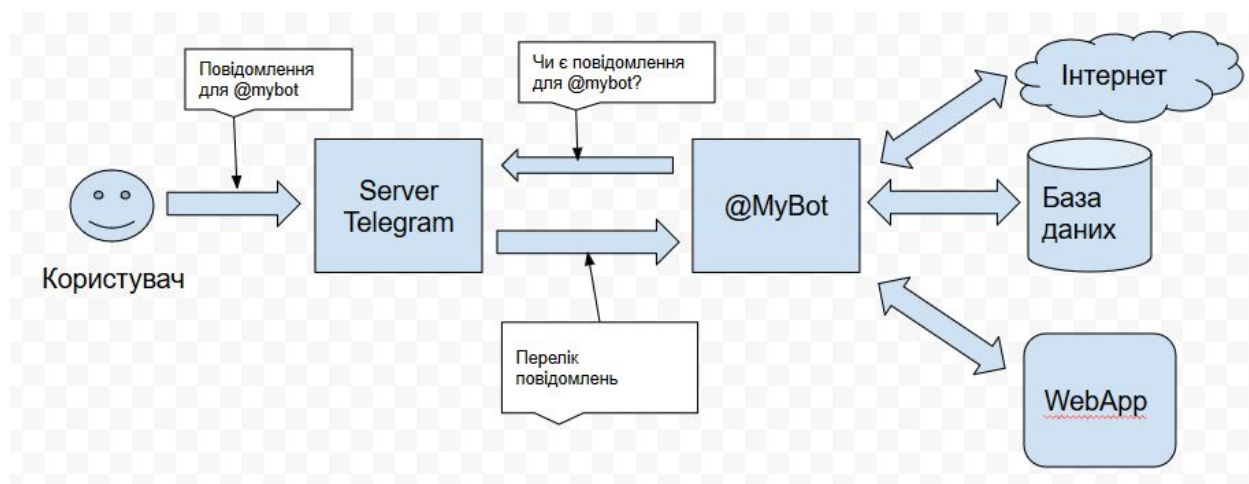 Повідомлення
для @mybot
Чи є повідомлення
для @mybot?
Інтернет
Server
Telegram
@MyBot
База
даних
Користувач
Перелік
повідомлень
WebApp